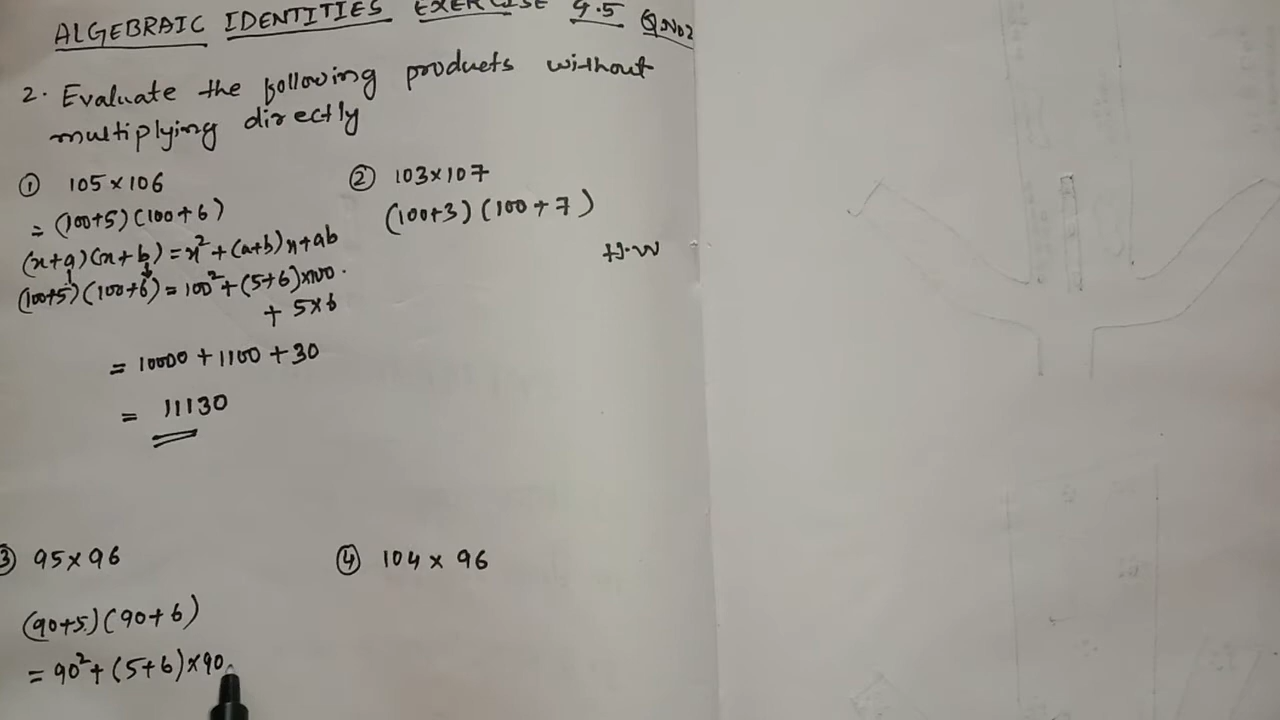 ALGEBRAIC IDENTITIES EXERCISE 9.5 Q.No2
2. Evaluate the following products without
multiplying directly
① 105×106
= (100+5)(100+6)
(x+a)(x+b) = x²+(a+b)x+ab
(100+5)(100+6) = 100²+(5+6)×100
+ 5×6
= 10000+1100+30
= 11130
② 103×107
(100+3)(100+7)
H.W
③ 95×96
(90+5)(90+6)
= 90²+(5+6)×90
④ 104×96